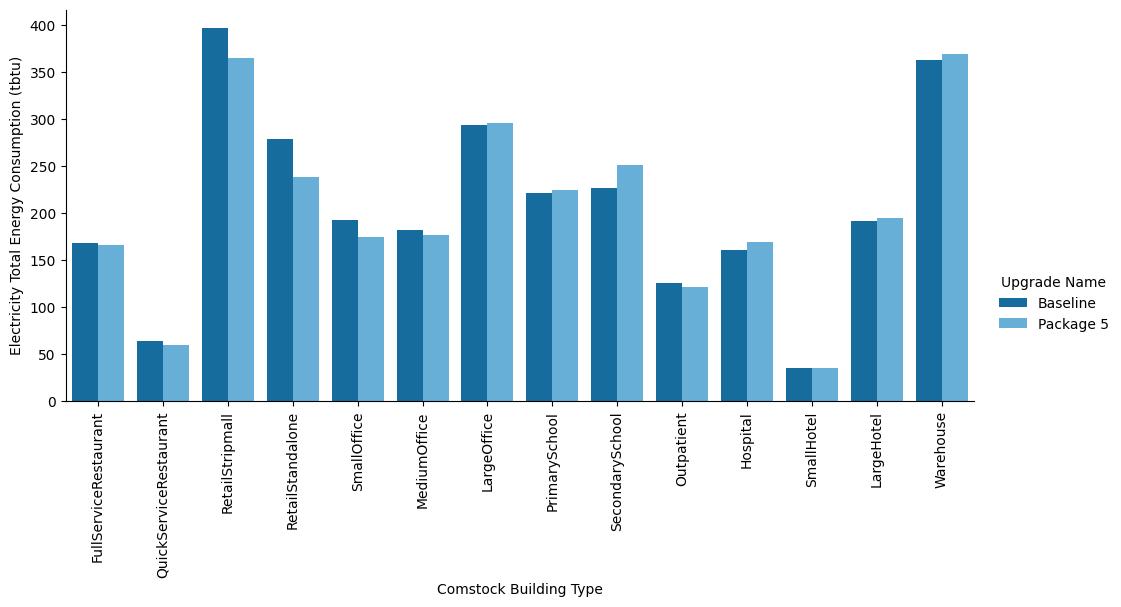 Electricity Total Energy Consumption (tbtu)
400
350
300
250
200
150
100
50
0
FullServiceRestaurant
QuickServiceRestaurant
RetailStripmall
RetailStandalone
SmallOffice
MediumOffice
LargeOffice
PrimarySchool
SecondarySchool
Outpatient
Hospital
SmallHotel
LargeHotel
Warehouse
Comstock Building Type
Upgrade Name
Baseline
Package 5